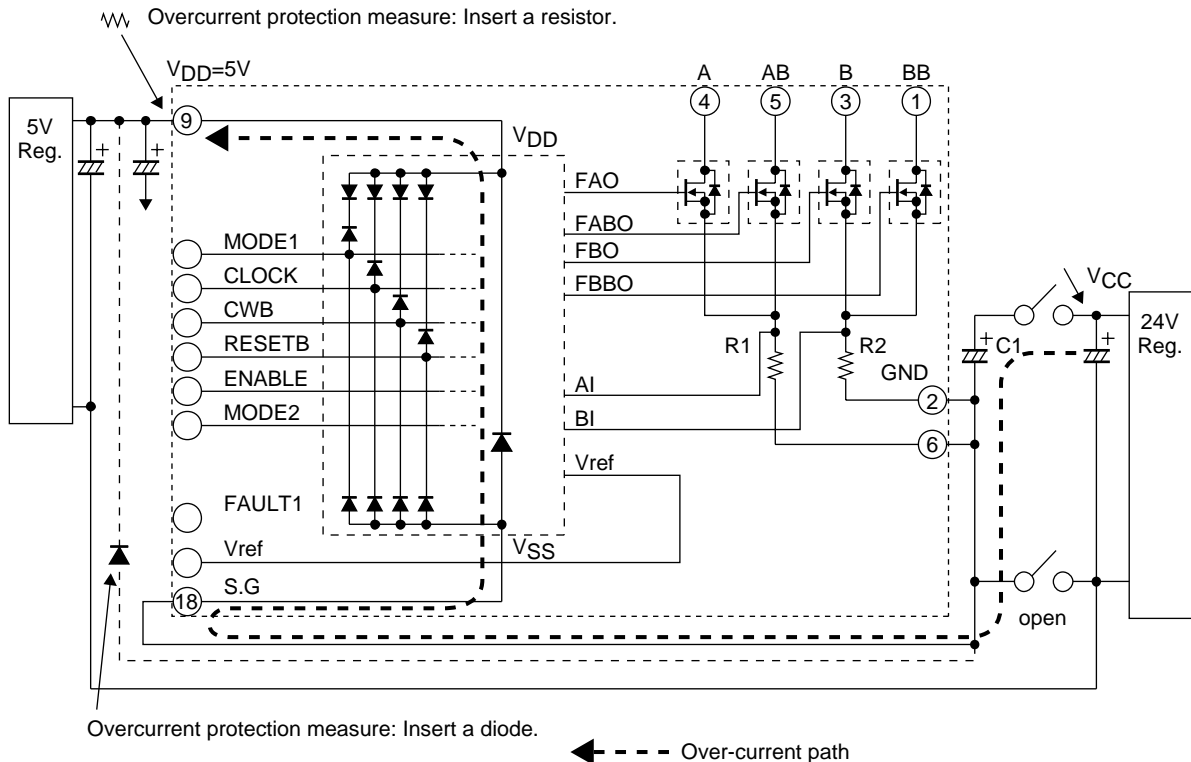 Overcurrent protection measure: Insert a resistor.
VDD=5V
A AB B BB
4 5 3 1
5V
Reg.
+ +
9
VDD
FAO
FABO
FBO
FBBO
MODE1
CLOCK
CWB
RESETB
ENABLE
MODE2
VCC
24V
Reg.
+ C1 +
R1 R2
GND
2
AI
BI
6
Vref
FAULT1
VSS
Vref
S.G
18
open
Overcurrent protection measure: Insert a diode.
Over-current path